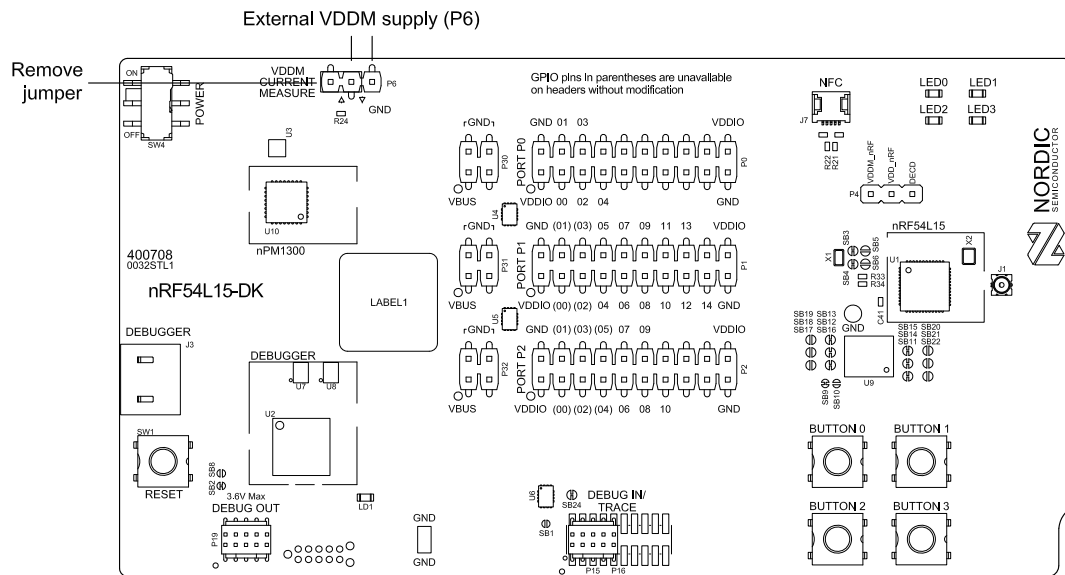 External VDDM supply (P6)
Remove
jumper
ON
OFF
SW4
POWER
VDDM
CURRENT
MEASURE
P6
GND
R24
U3
U10
nPM1300
400708
0032STL1
nRF54L15-DK
LABEL1
GPIO pins in parentheses are unavailable
on headers without modification
GND
P30
VBUS
PORT P0
GND 01 03 VDDIO
P0
VDDIO 00 02 04 GND
U4
GND
P31
VBUS
PORT P1
GND (01) (03) 05 07 09 11 13 VDDIO
P1
VDDIO (00) (02) 04 06 08 10 12 14 GND
U5
GND
P32
VBUS
PORT P2
GND (01) (03) (05) 07 09 VDDIO
P2
VDDIO (00) (02) (04) 06 08 10 GND
NFC
J7
R22
R21
LED0 LED1
LED2 LED3
VDDM_nRF
VDD_nRF
DECD
P4
NORDIC
SEMICONDUCTOR
nRF54L15
X1
SB3
SB4
SB5
SB6
U1
X2
R33
R34
J1
C41
GND
SB19 SB13
SB18 SB12
SB17 SB16
SB15 SB20
SB14 SB21
SB11 SB22
U9
SB9
SB10
DEBUGGER
J3
DEBUGGER
U7
U8
U2
SW1
RESET
SB8
SB2
3.6V Max
DEBUG OUT
P19
LD1
GND
GND
U6
SB24
SB1
DEBUG IN/
TRACE
P15
P16
BUTTON 0
BUTTON 1
BUTTON 2
BUTTON 3